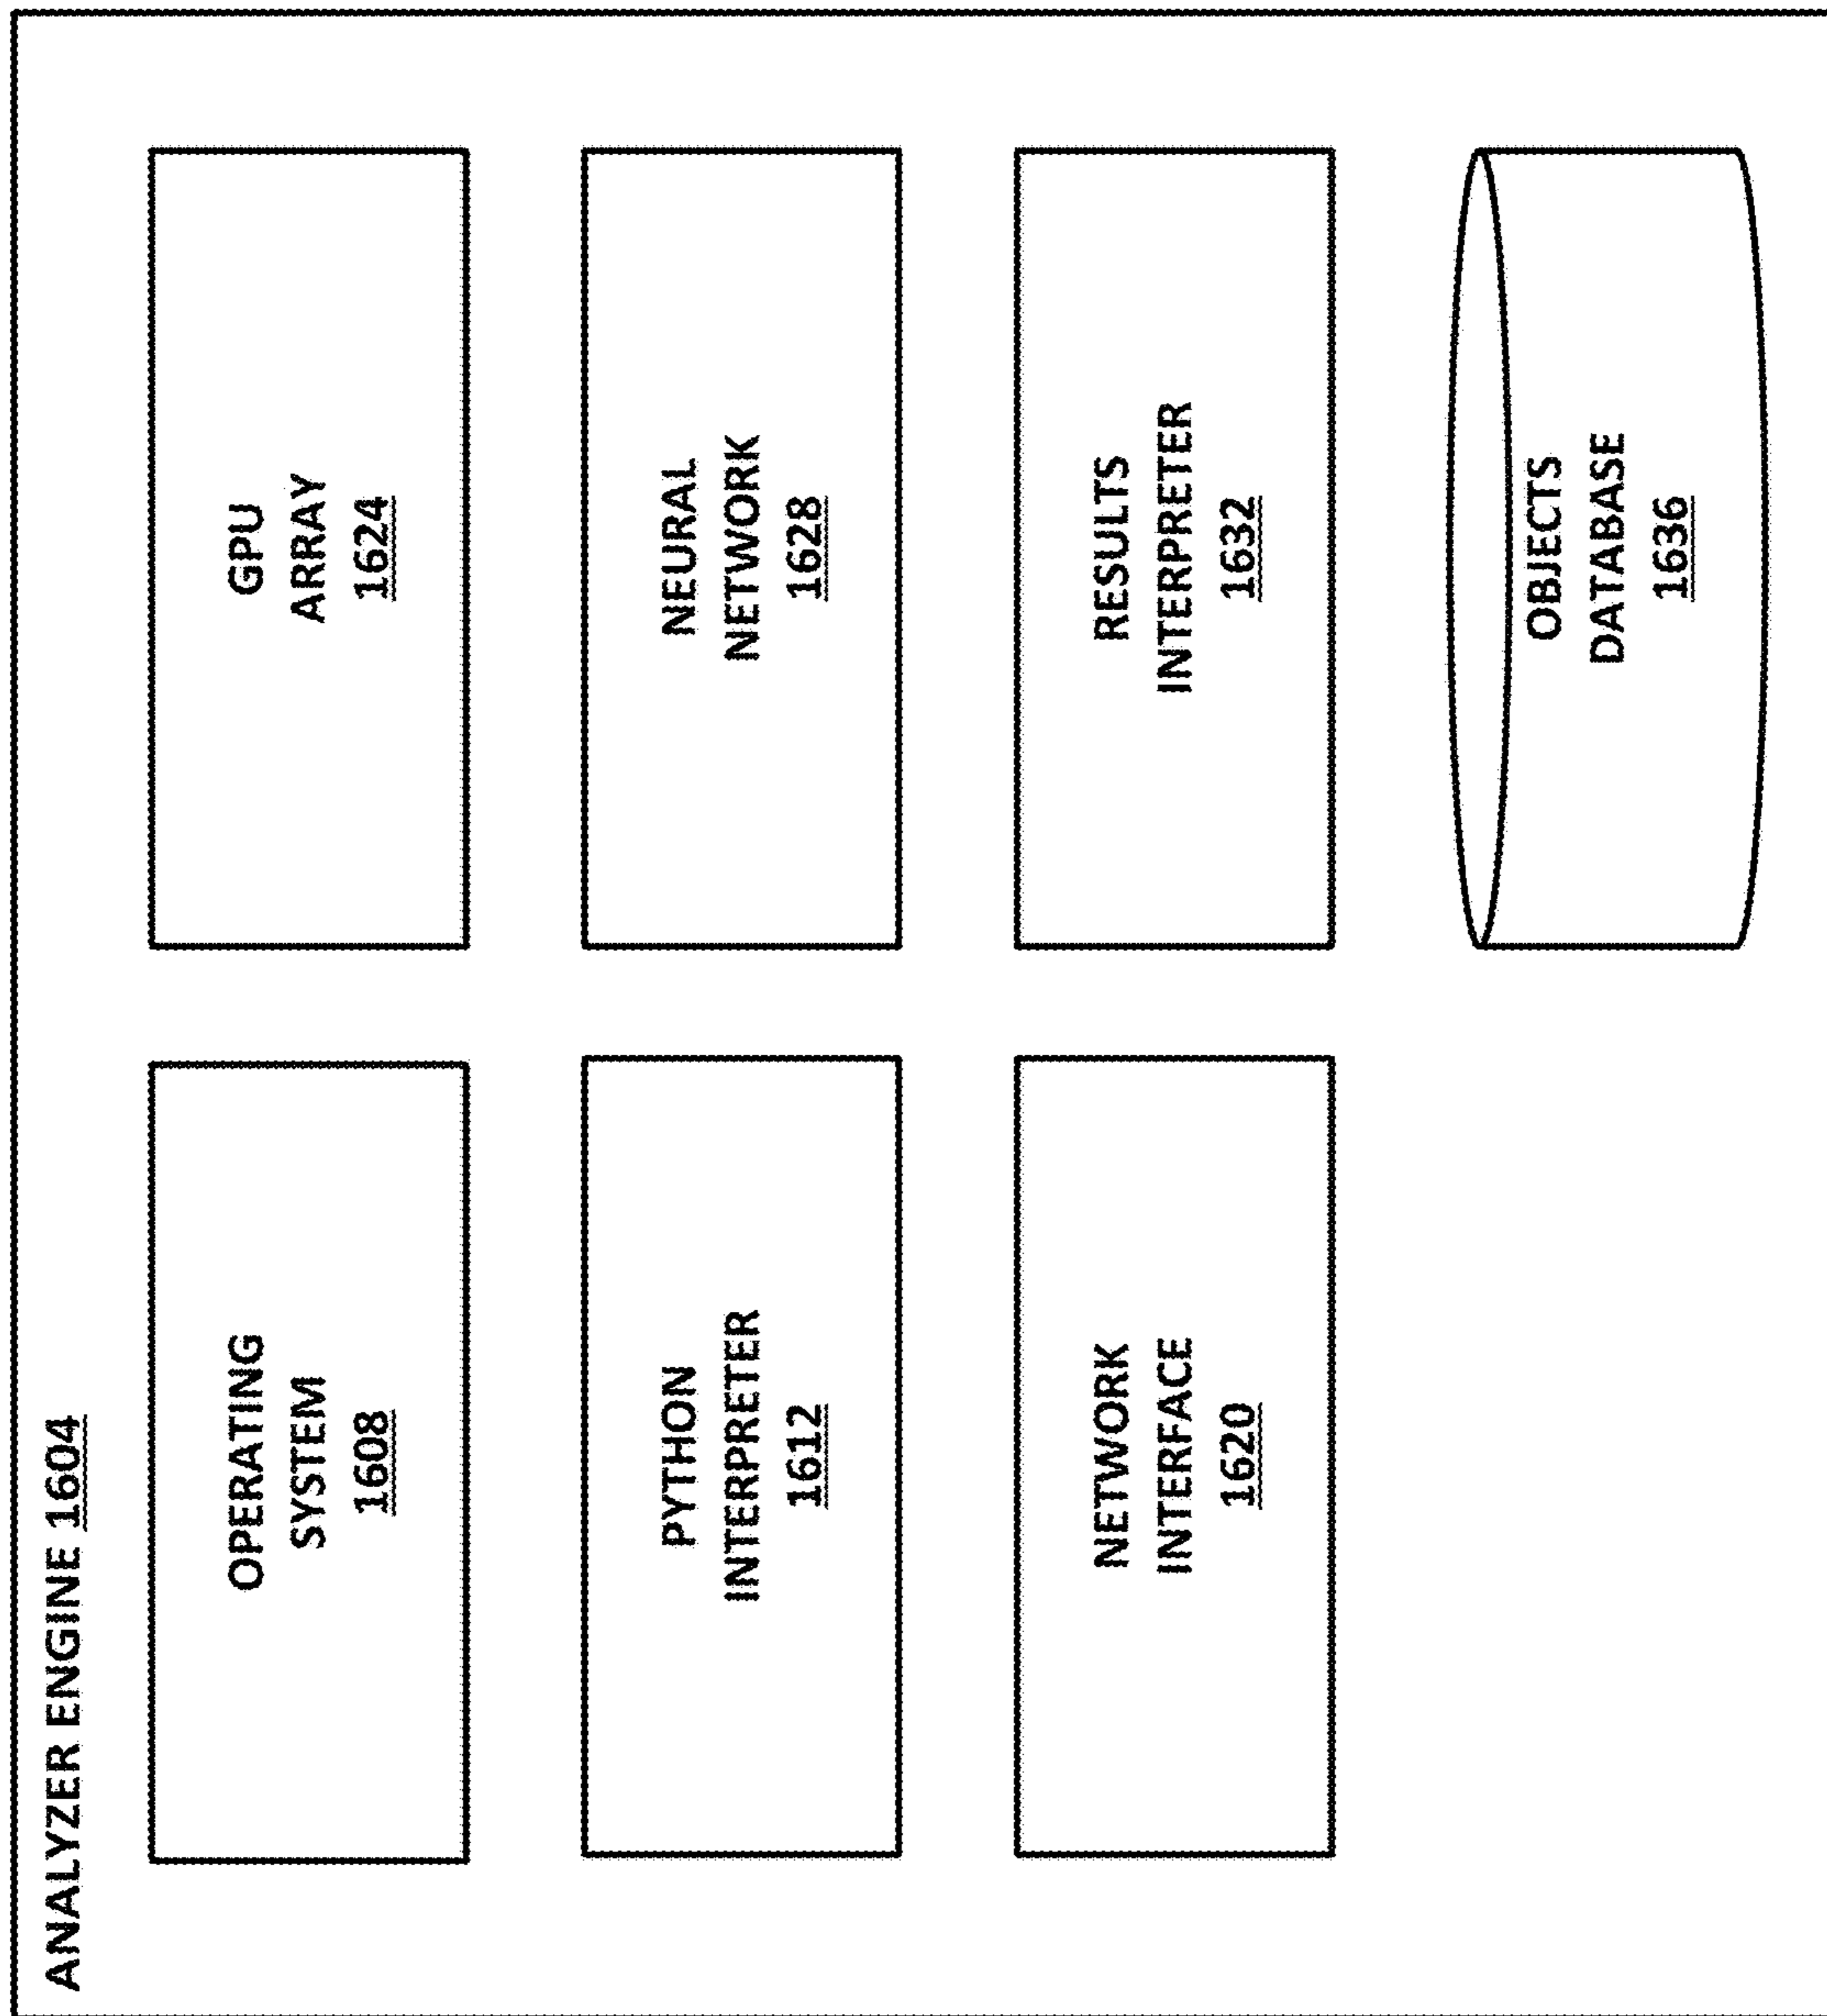 ANALYZER ENGINE 1604
OPERATING
SYSTEM
1608
PYTHON
INTERPRETER
1612
NETWORK
INTERFACE
1620
GPU
ARRAY
1624
NEURAL
NETWORK
1628
RESULTS
INTERPRETER
1632
OBJECTS
DATABASE
1636